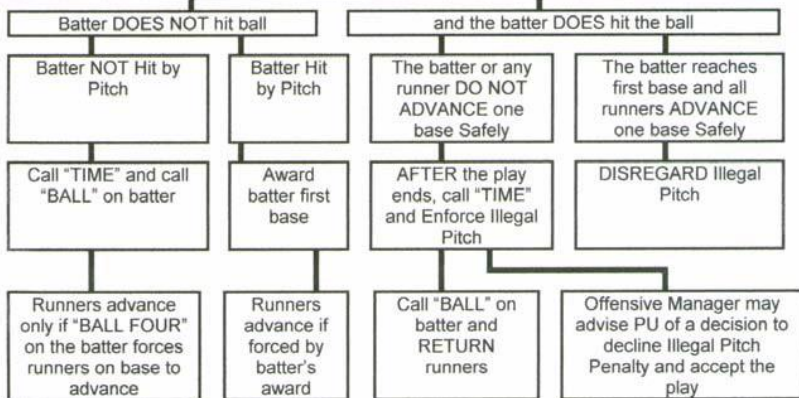 Batter DOES NOT hit ball
and the batter DOES hit the ball
Batter NOT Hit by
Pitch
Batter Hit
by Pitch
The batter or any
runner DO NOT
ADVANCE one
base Safely
The batter reaches
first base and all
runners ADVANCE
one base Safely
Call “TIME” and call
“BALL” on batter
Award
batter first
base
AFTER the play
ends, call “TIME”
and Enforce Illegal
Pitch
DISREGARD Illegal
Pitch
Runners advance
only if “BALL FOUR”
on the batter forces
runners on base to
advance
Runners
advance if
forced by
batter’s
award
Call “BALL” on
batter and
RETURN
runners
Offensive Manager may
advise PU of a decision to
decline Illegal Pitch
Penalty and accept the
play